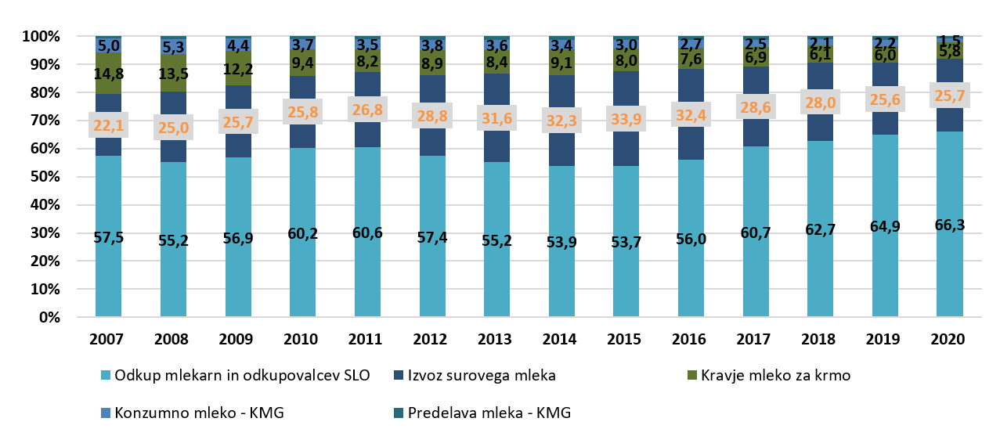 100%
90%
80%
70%
60%
50%
40%
30%
20%
10%
0%
5,0 5,3 4,4 3,7 3,5 3,8 3,6 3,4 3,0 2,7 2,5 2,1 2,2 1,5
14,8 13,5 12,2 9,4 8,2 8,9 8,4 9,1 8,0 7,6 6,9 6,1 6,0 5,8
22,1 25,0 25,7 25,8 26,8 28,8 31,6 32,3 33,9 32,4 28,6 28,0 25,6 25,7
57,5 55,2 56,9 60,2 60,6 57,4 55,2 53,9 53,7 56,0 60,7 62,7 64,9 66,3
2007 2008 2009 2010 2011 2012 2013 2014 2015 2016 2017 2018 2019 2020
Odkup mlekarn in odkupovalcev SLO Izvoz surovega mleka Kravje mleko za krmo
Konzumno mleko - KMG Predelava mleka - KMG